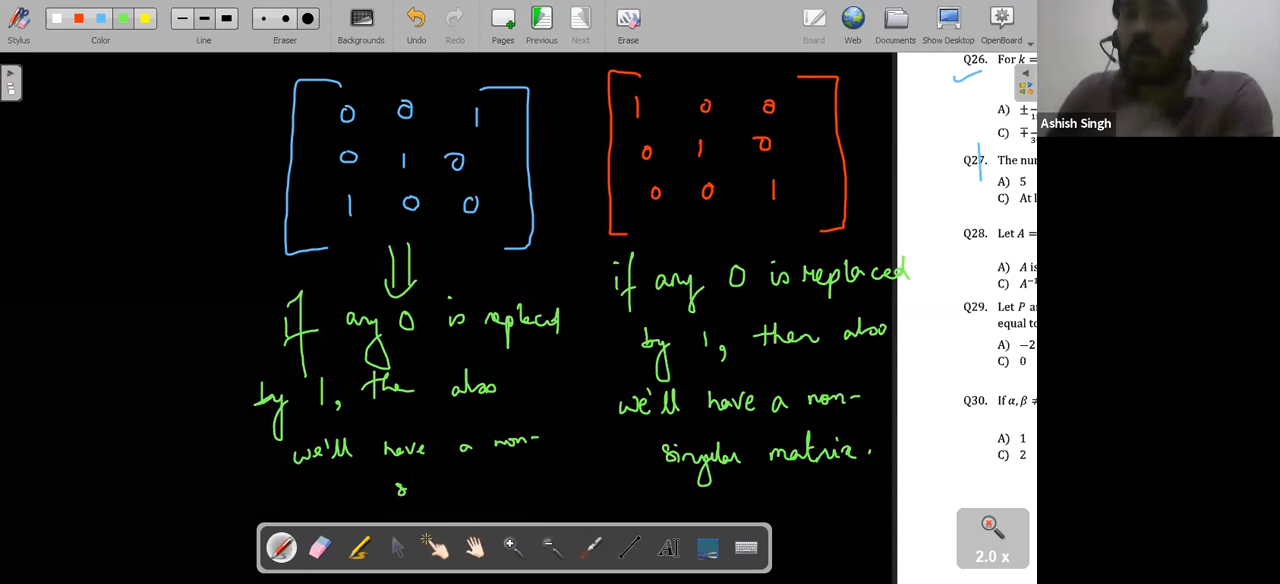 Stylus
Color
Line
Eraser
Backgrounds
Undo
Redo
Pages
Previous
Next
Erase
Board
Web
Documents
Show Desktop
OpenBoard
0 0 1
0 1 0
1 0 0
If any 0 is replaced
by 1, the also
we'll have a non-
s
1 0 0
0 1 0
0 0 1
if any 0 is replaced
by 1, then also
we'll have a non-
singular matrix.
Q26. For k =
A) ±
C) ∓
Q27. The nu
A) 5
C) At l
Q28. Let A =
A) A is
C) A⁻¹
Q29. Let P a
equal to
A) −2
C) 0
Q30. If α, β ≠
A) 1
C) 2
Ashish Singh
AI
2.0 x